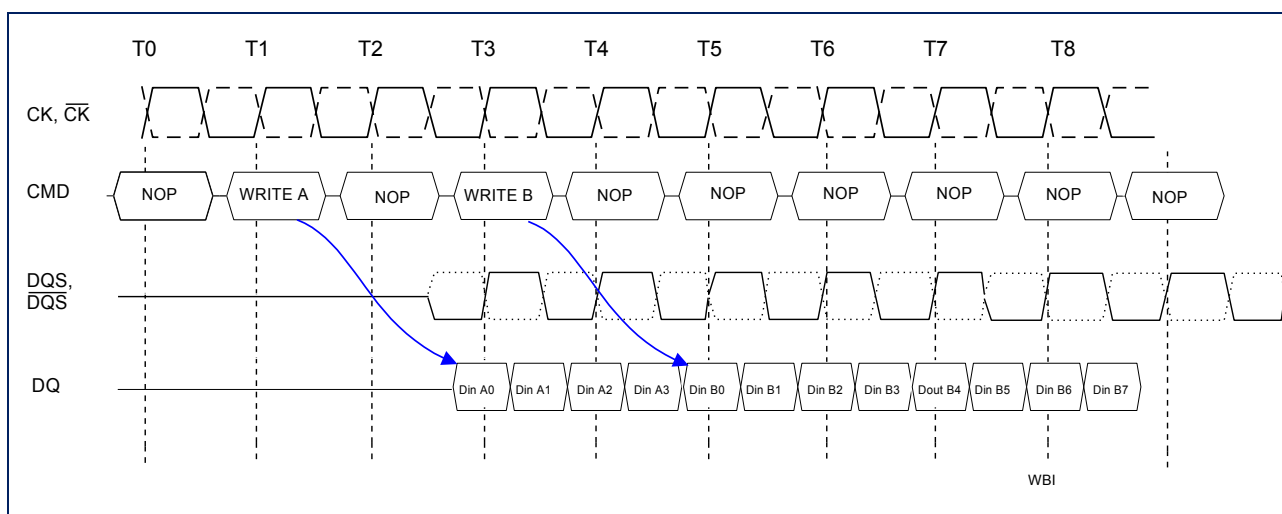 T0 T1 T2 T3 T4 T5 T6 T7 T8
CK, CK
CMD NOP WRITE A NOP WRITE B NOP NOP NOP NOP NOP NOP
DQS,
DQS
DQ Din A0 Din A1 Din A2 Din A3 Din B0 Din B1 Din B2 Din B3 Dout B4 Din B5 Din B6 Din B7
WBI